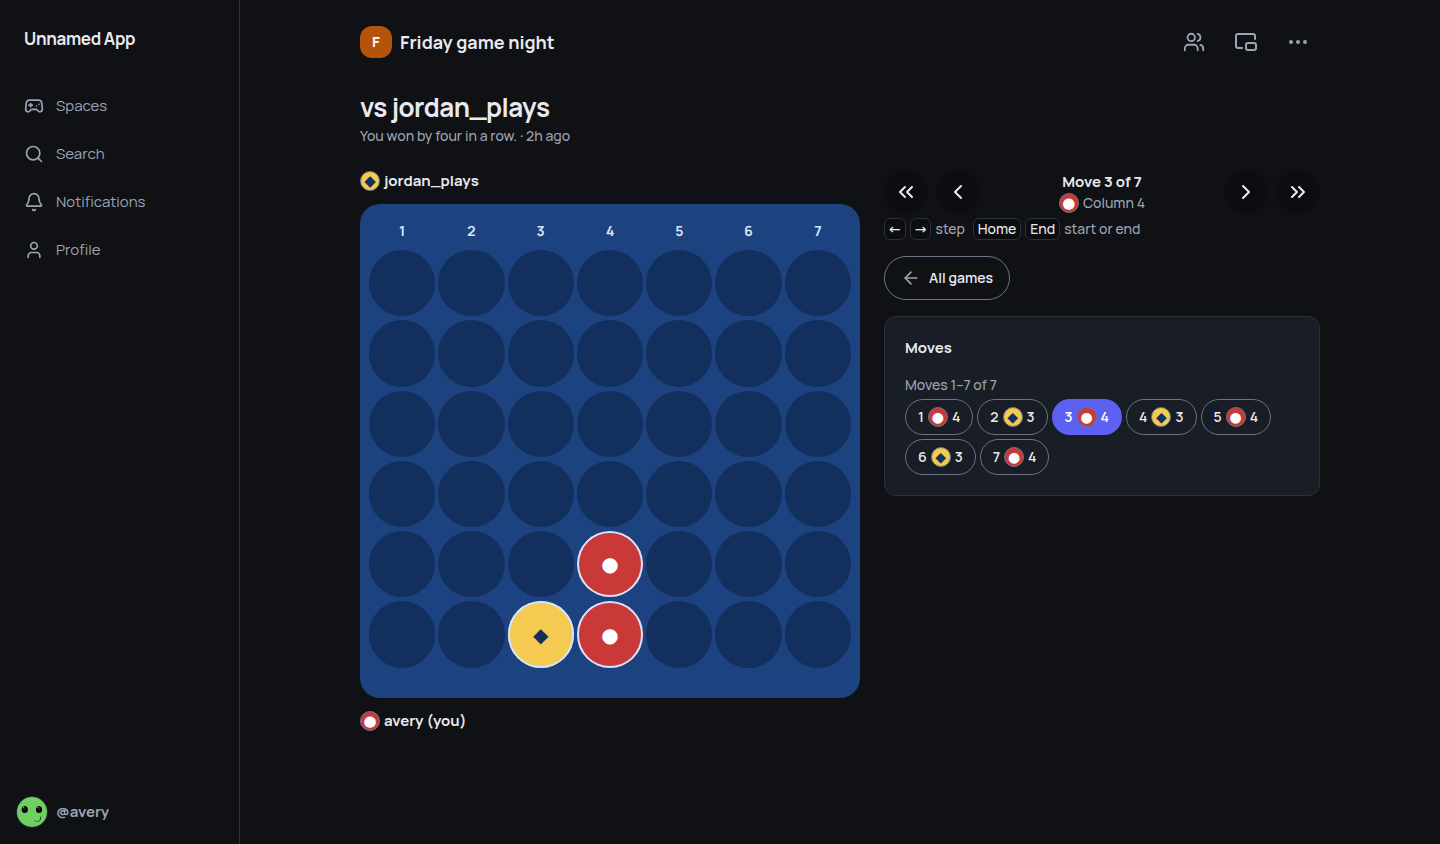 Unnamed App
Spaces
Search
Notifications
Profile
@avery
F Friday game night
vs jordan_plays
You won by four in a row. · 2h ago
jordan_plays
1 2 3 4 5 6 7
avery (you)
Move 3 of 7
Column 4
← → step Home End start or end
All games
Moves
Moves 1–7 of 7
1 4 2 3 3 4 4 3 5 4
6 3 7 4